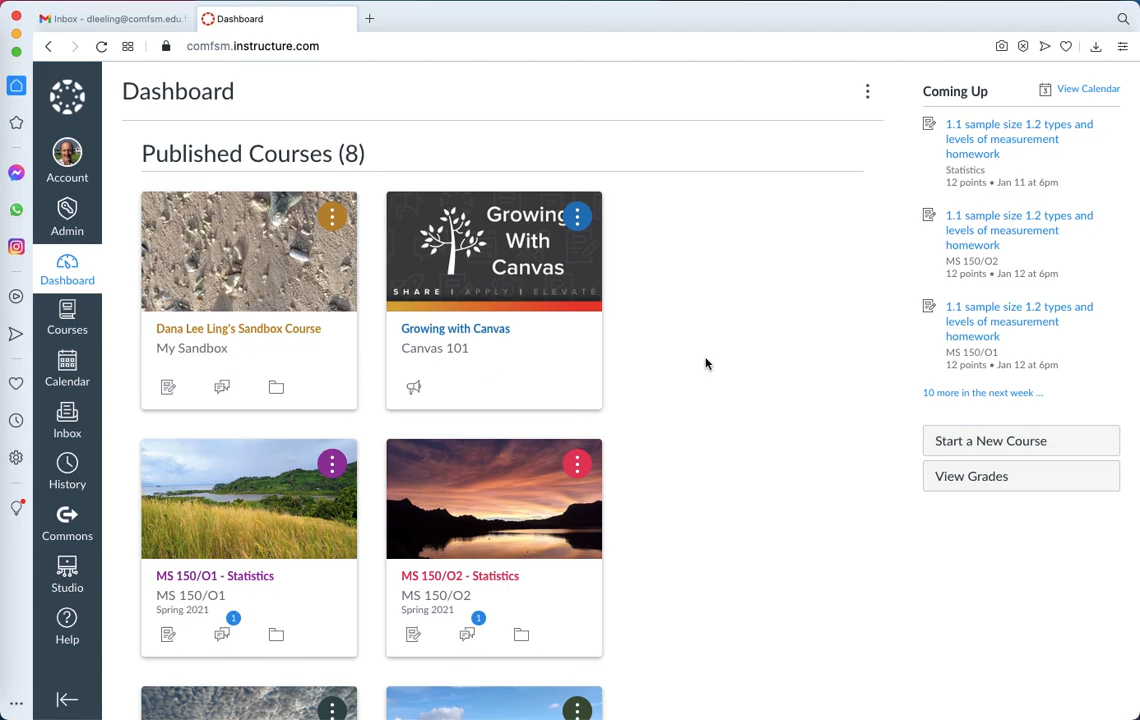 Inbox - dleeling@comfsm.edu.f
Dashboard
comfsm.instructure.com
Account
Admin
Dashboard
Courses
Calendar
Inbox
History
Commons
Studio
Help
Dashboard
Published Courses (8)
Dana Lee Ling's Sandbox Course
My Sandbox
Growing
With
Canvas
SHARE | APPLY | ELEVATE
Growing with Canvas
Canvas 101
MS 150/O1 - Statistics
MS 150/O1
Spring 2021
1
MS 150/O2 - Statistics
MS 150/O2
Spring 2021
1
Coming Up
3
View Calendar
1.1 sample size 1.2 types and
levels of measurement
homework
Statistics
12 points • Jan 11 at 6pm
1.1 sample size 1.2 types and
levels of measurement
homework
MS 150/O2
12 points • Jan 12 at 6pm
1.1 sample size 1.2 types and
levels of measurement
homework
MS 150/O1
12 points • Jan 12 at 6pm
10 more in the next week ...
Start a New Course
View Grades